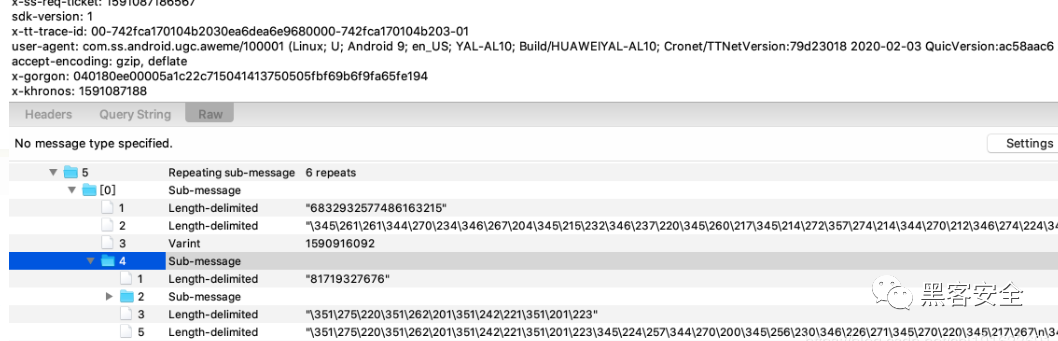 x-ss-req-ticket: 1591087186567
sdk-version: 1
x-tt-trace-id: 00-742fca170104b2030ea6dea6e9680000-742fca170104b203-01
user-agent: com.ss.android.ugc.aweme/100001 (Linux; U; Android 9; en_US; YAL-AL10; Build/HUAWEIYAL-AL10; Cronet/TTNetVersion:79d23018 2020-02-03 QuicVersion:ac58aac6
accept-encoding: gzip, deflate
x-gorgon: 040180ee00005a1c22c715041413750505fbf69b6f9fa65fe194
x-khronos: 1591087188
Headers Query String Raw
No message type specified. Settings
5 Repeating sub-message 6 repeats
[0] Sub-message
1 Length-delimited "6832932577486163215"
2 Length-delimited "\345\261\261\344\270\234\346\267\204\345\215\232\346\237\220\345\260\217\345\214\272\357\274\214\344\270\212\346\274\224\34
3 Varint 1590916092
4 Sub-message
1 Length-delimited "81719327676"
2 Sub-message
3 Length-delimited "\351\275\220\351\262\201\351\242\221\351\201\223"
5 Length-delimited "\351\275\220\351\262\201\351\242\221\351\201\223\345\224\257\344\270\200\345\256\230\346\226\271\345\270\220\345\217\267\n\34
黑客安全